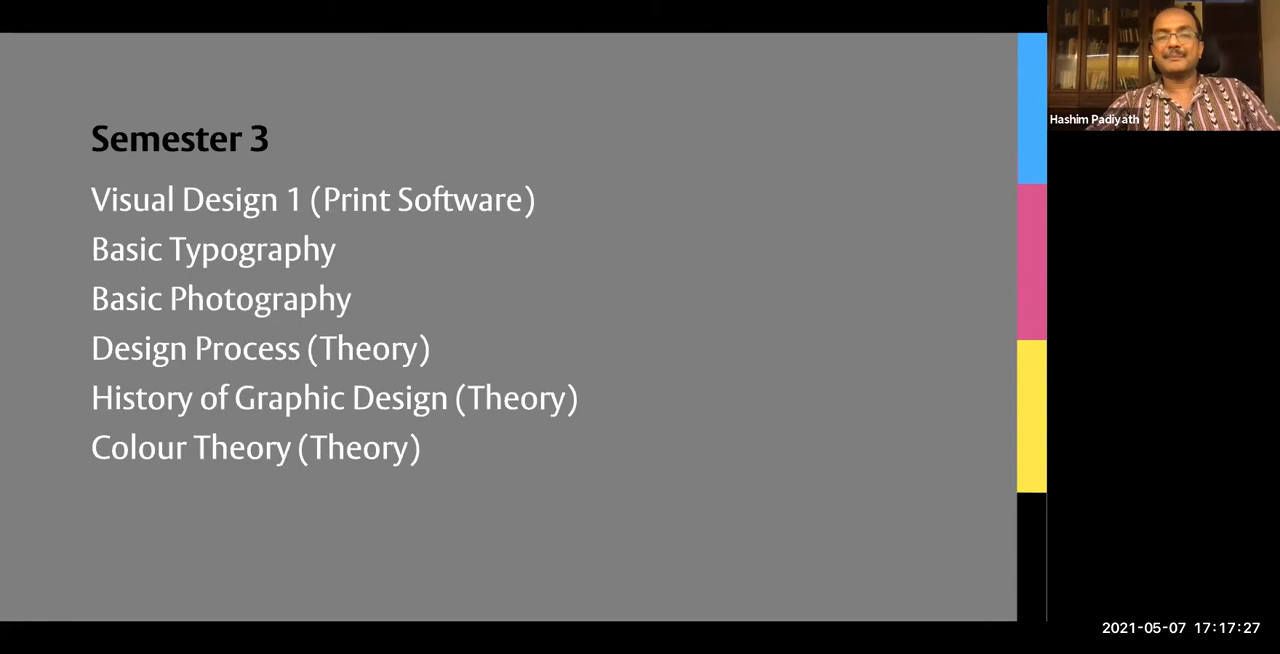 Semester 3
Visual Design 1 (Print Software)
Basic Typography
Basic Photography
Design Process (Theory)
History of Graphic Design (Theory)
Colour Theory (Theory)
Hashim Padiyath
2021-05-07 17:17:27